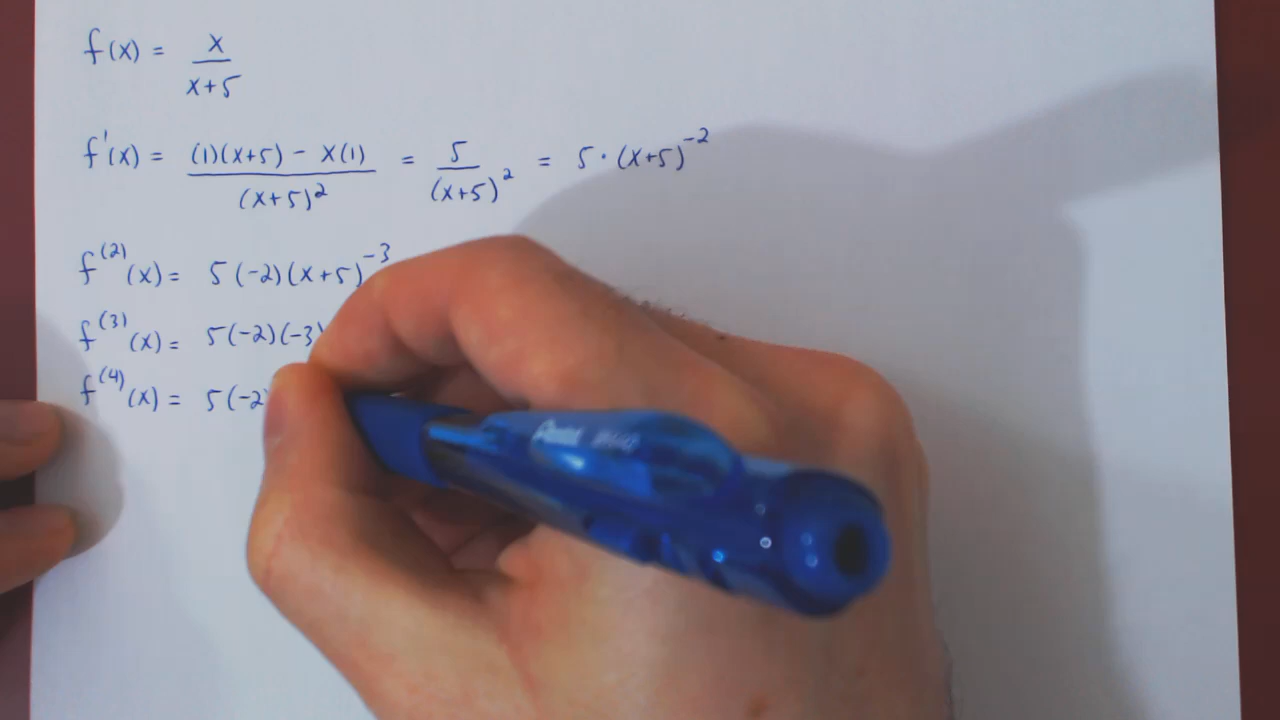 f(x) = x/(x+5)
f'(x) = ((1)(x+5) - x(1))/(x+5)^2 = 5/(x+5)^2 = 5·(x+5)^-2
f^(2)(x) = 5(-2)(x+5)^-3
f^(3)(x) = 5(-2)(-3)
f^(4)(x) = 5(-2)
Pentel